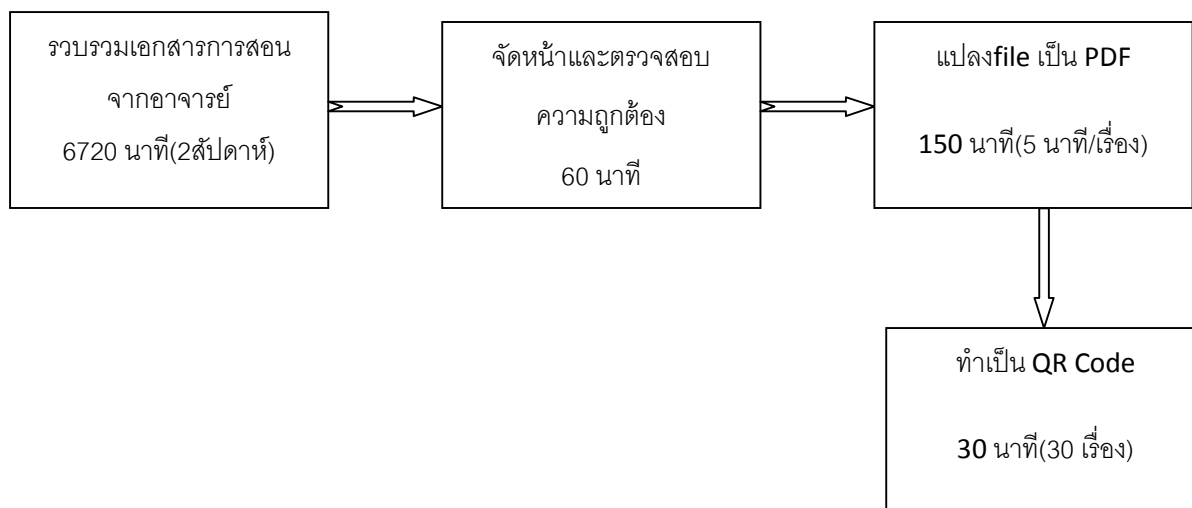 รวบรวมเอกสารการสอน
จากอาจารย์
6720 นาที(2สัปดาห์)
จัดหน้าและตรวจสอบ
ความถูกต้อง
60 นาที
แปลงfile เป็น PDF
150 นาที(5 นาที/เรื่อง)
ทำเป็น QR Code
30 นาที(30 เรื่อง)